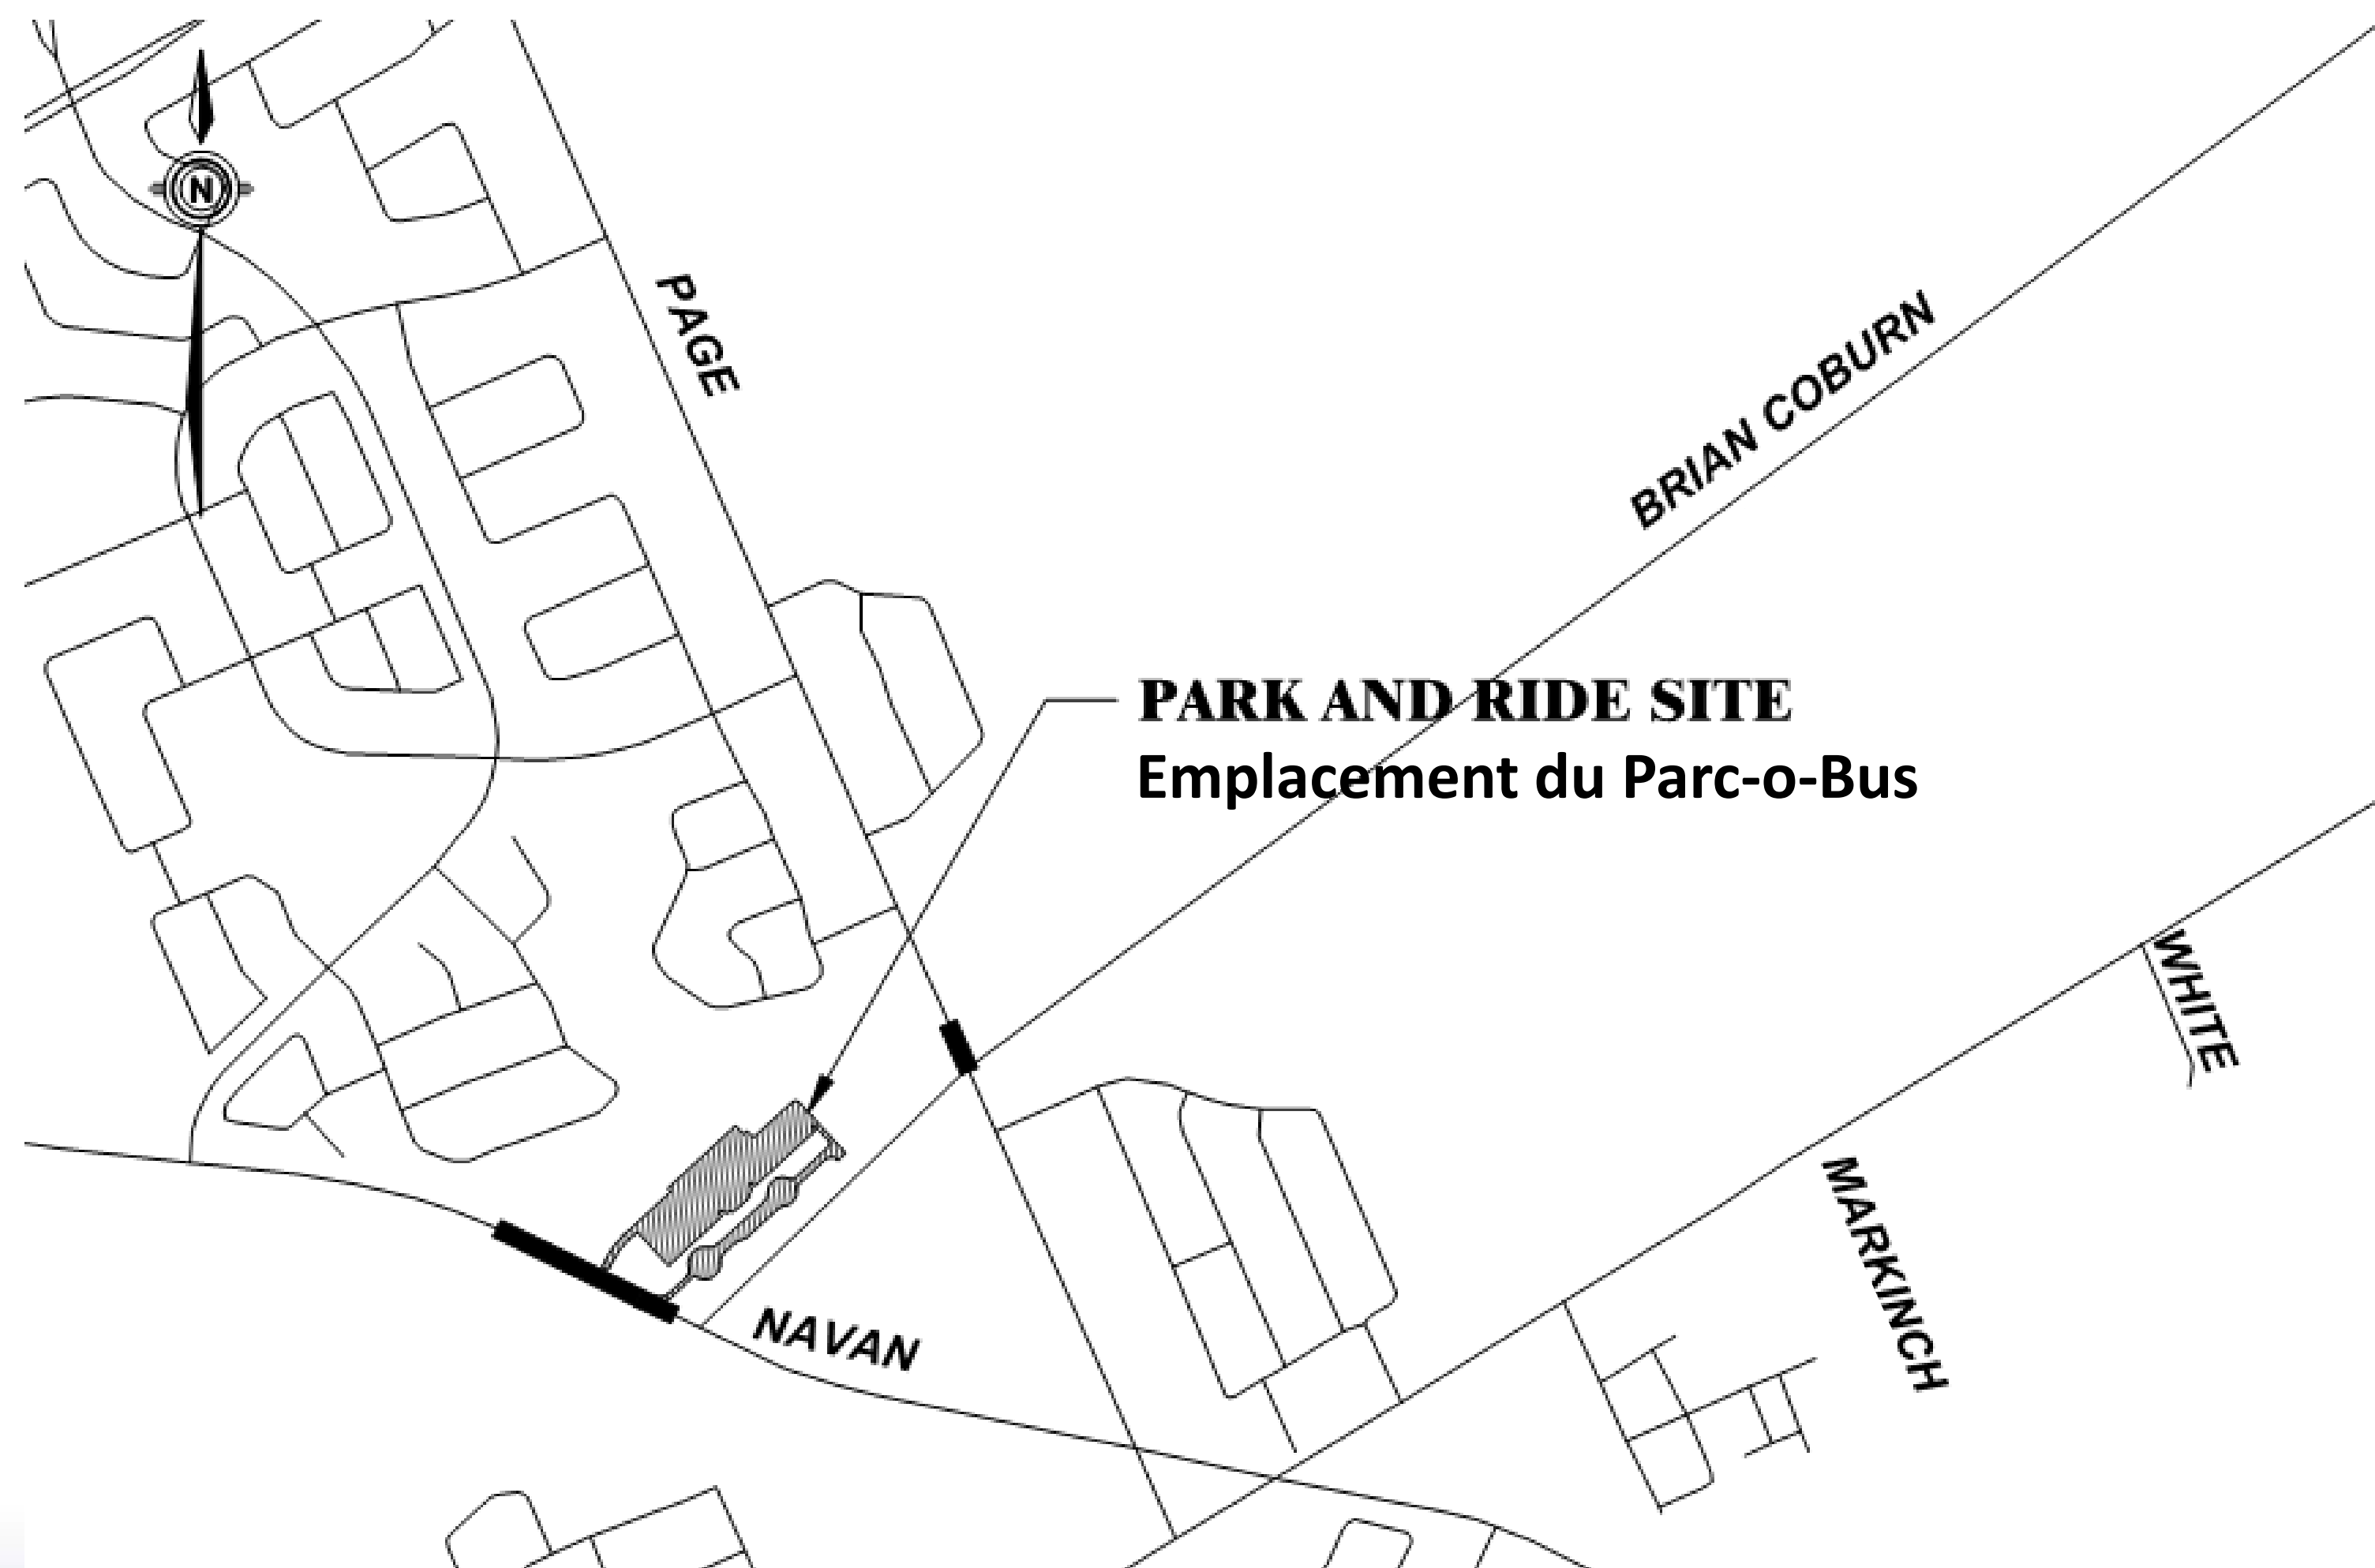 N
PAGE
BRIAN COBURN
PARK AND RIDE SITE
Emplacement du Parc-o-Bus
WHITE
MARKINCH
NAVAN